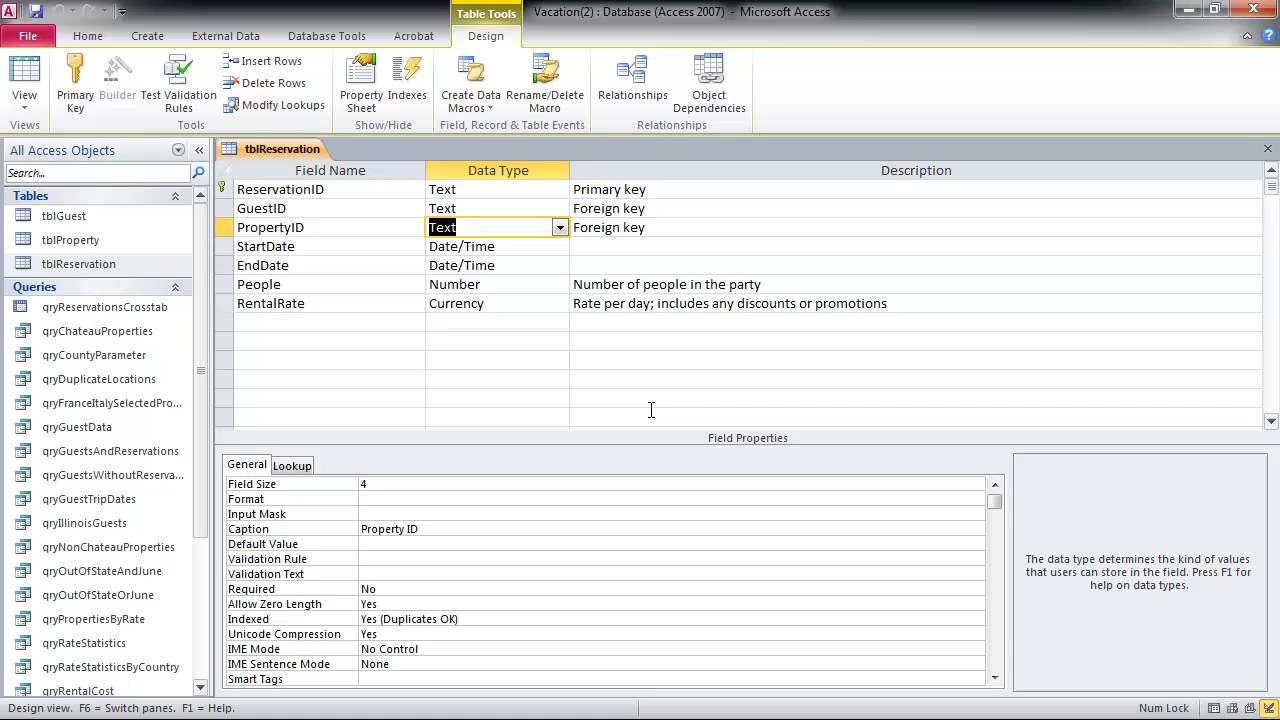 Table Tools
Vacation(2) : Database (Access 2007) - Microsoft Access
File Home Create External Data Database Tools Acrobat Design
View
Primary Key
Builder
Test Validation Rules
Insert Rows
Delete Rows
Modify Lookups
Property Sheet
Indexes
Create Data Macros
Rename/Delete Macro
Relationships
Object Dependencies
Views Tools Show/Hide Field, Record & Table Events Relationships
All Access Objects
Search...
Tables
tblGuest
tblProperty
tblReservation
Queries
qryReservationsCrosstab
qryChateauProperties
qryCountyParameter
qryDuplicateLocations
qryFranceItalySelectedPro...
qryGuestData
qryGuestsAndReservations
qryGuestsWithoutReserva...
qryGuestTripDates
qryIllinoisGuests
qryNonChateauProperties
qryOutOfStateAndJune
qryOutOfStateOrJune
qryPropertiesByRate
qryRateStatistics
qryRateStatisticsByCountry
qryRentalCost
tblReservation
Field Name Data Type Description
ReservationID Text Primary key
GuestID Text Foreign key
PropertyID Text Foreign key
StartDate Date/Time
EndDate Date/Time
People Number Number of people in the party
RentalRate Currency Rate per day; includes any discounts or promotions
Field Properties
General Lookup
Field Size 4
Format
Input Mask
Caption Property ID
Default Value
Validation Rule
Validation Text
Required No
Allow Zero Length Yes
Indexed Yes (Duplicates OK)
Unicode Compression Yes
IME Mode No Control
IME Sentence Mode None
Smart Tags
The data type determines the kind of values
that users can store in the field. Press F1 for
help on data types.
Design view. F6 = Switch panes. F1 = Help.
Num Lock